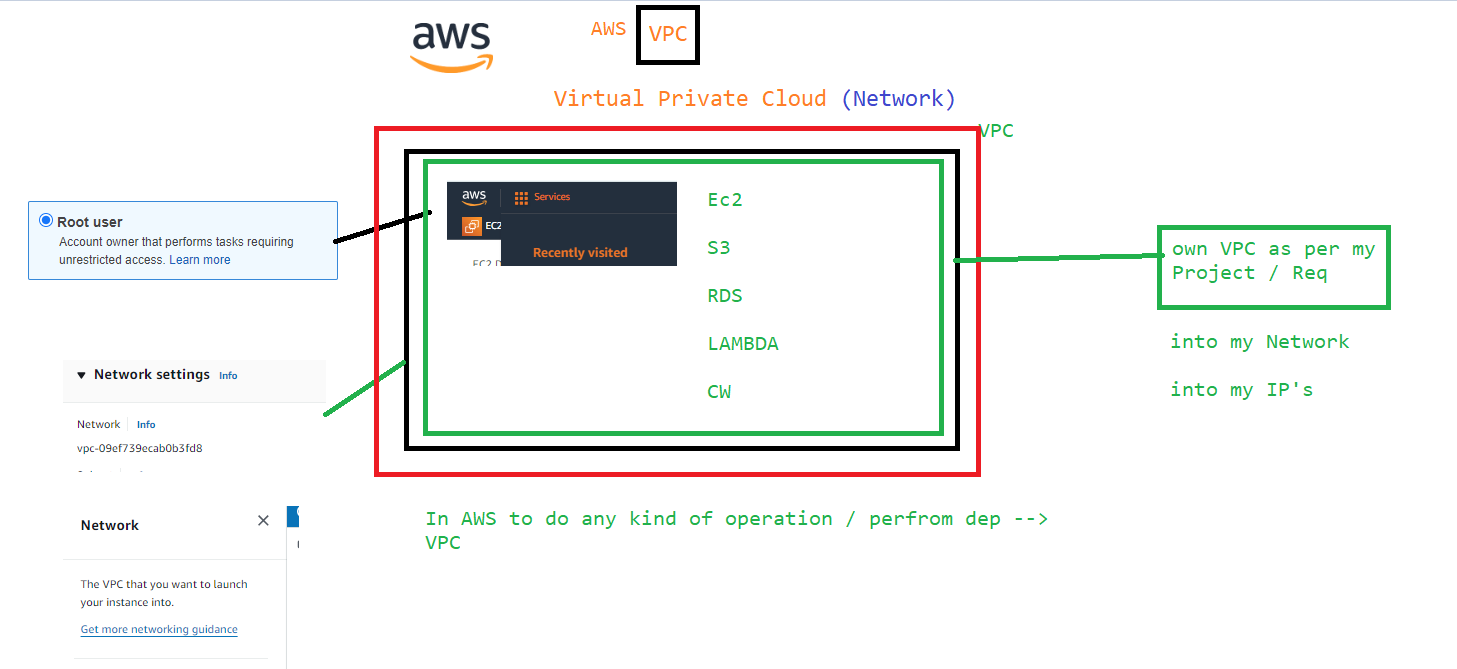 aws
AWS VPC
Virtual Private Cloud (Network)
VPC
aws Services
EC2
Recently visited
EC2 D
Ec2
S3
RDS
LAMBDA
CW
Root user
Account owner that performs tasks requiring
unrestricted access. Learn more
own VPC as per my
Project / Req
into my Network
into my IP's
Network settings Info
Network Info
vpc-09ef739ecab0b3fd8
In AWS to do any kind of operation / perfrom dep -->
VPC
Network
The VPC that you want to launch
your instance into.
Get more networking guidance